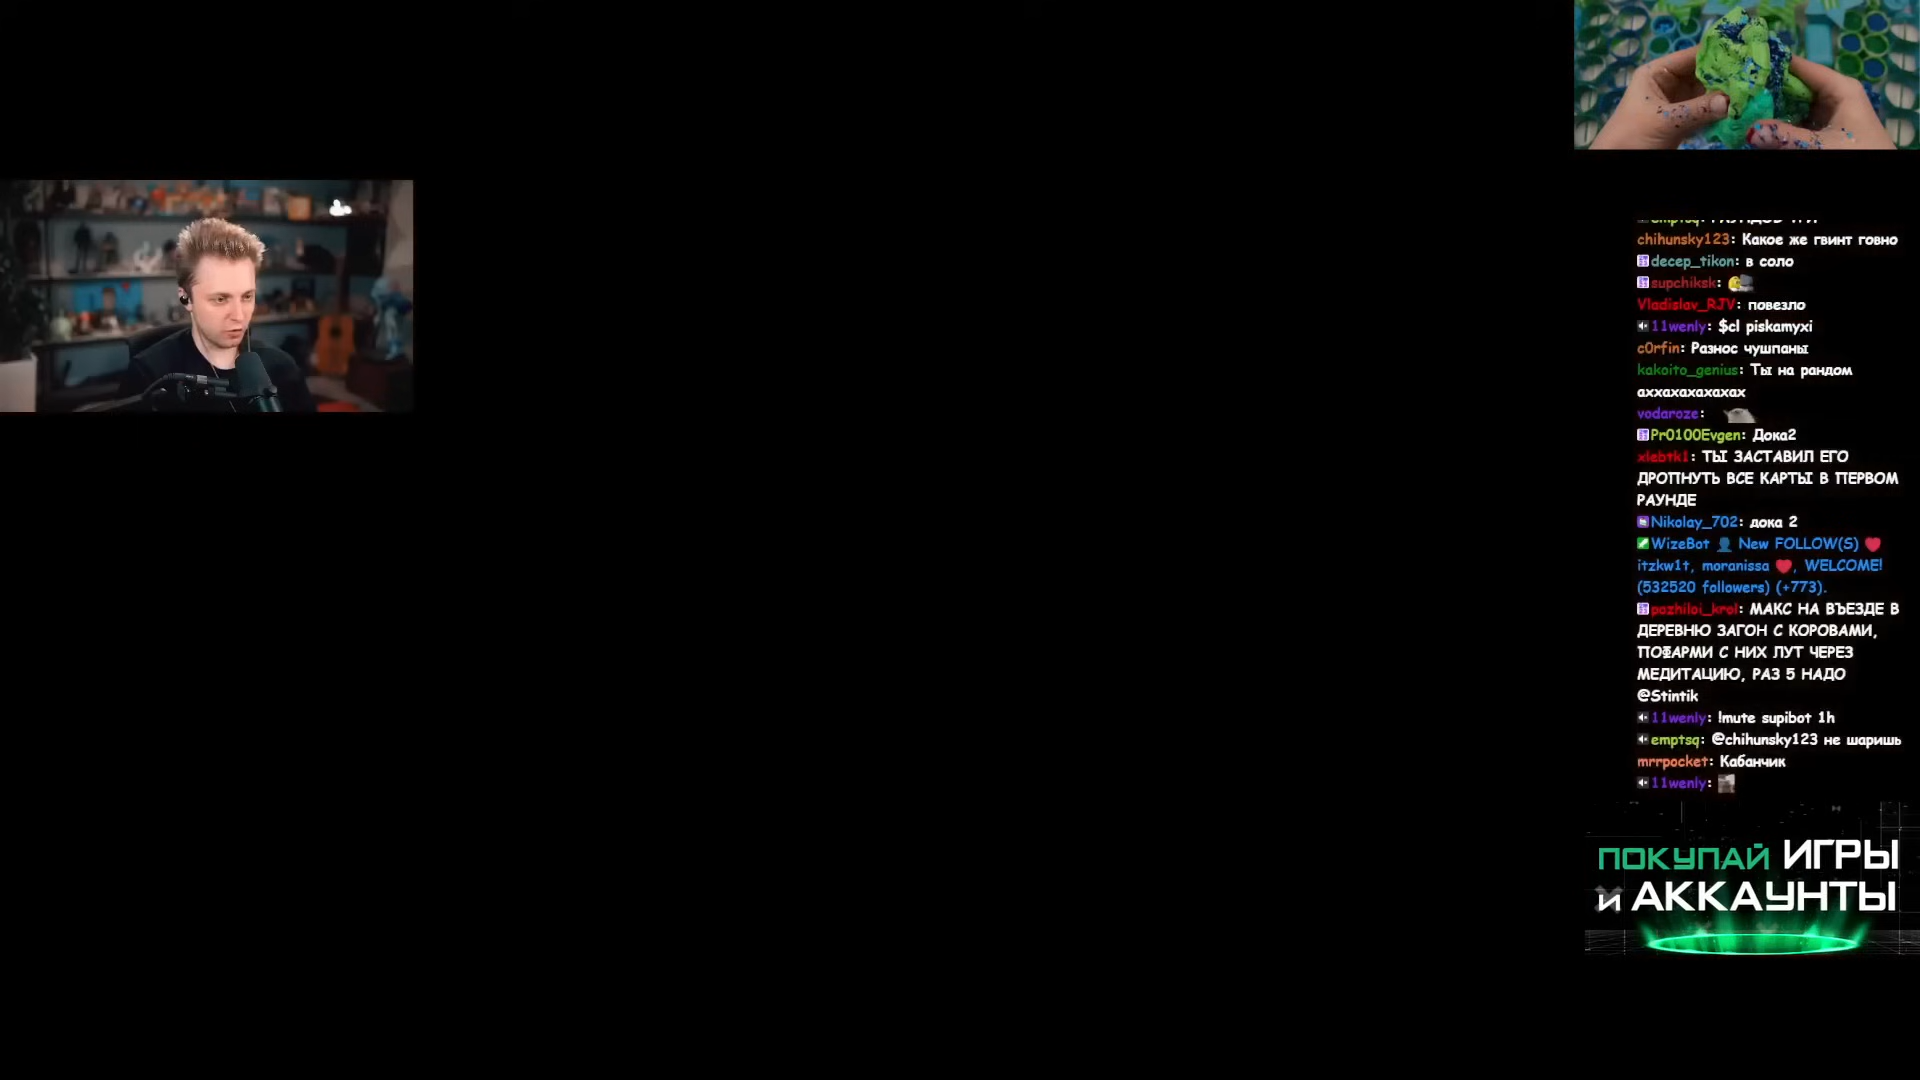 chihunsky123: Какое же гвинт говно
decep_tikon: в соло
supchiksk:
Vladislav_RJV: повезло
11wenly: $cl piskamyxi
c0rfin: Разнос чушпаны
kakoito_genius: Ты на рандом
аххахахахахах
vodaroze:
Pr0100Evgen: Дока2
xlebtk1: ТЫ ЗАСТАВИЛ ЕГО
ДРОПНУТЬ ВСЕ КАРТЫ В ПЕРВОМ
РАУНДЕ
Nikolay_702: дока 2
WizeBot New FOLLOW(S)
itzkw1t, moranissa , WELCOME!
(532520 followers) (+773).
pozhiloi_krol: МАКС НА ВЪЕЗДЕ В
ДЕРЕВНЮ ЗАГОН С КОРОВАМИ,
ПОФАРМИ С НИХ ЛУТ ЧЕРЕЗ
МЕДИТАЦИЮ, РАЗ 5 НАДО
@Stintik
11wenly: !mute supibot 1h
emptsq: @chihunsky123 не шаришь
mrrpocket: Кабанчик
11wenly:
ПОКУПАЙ ИГРЫ
и АККАУНТЫ